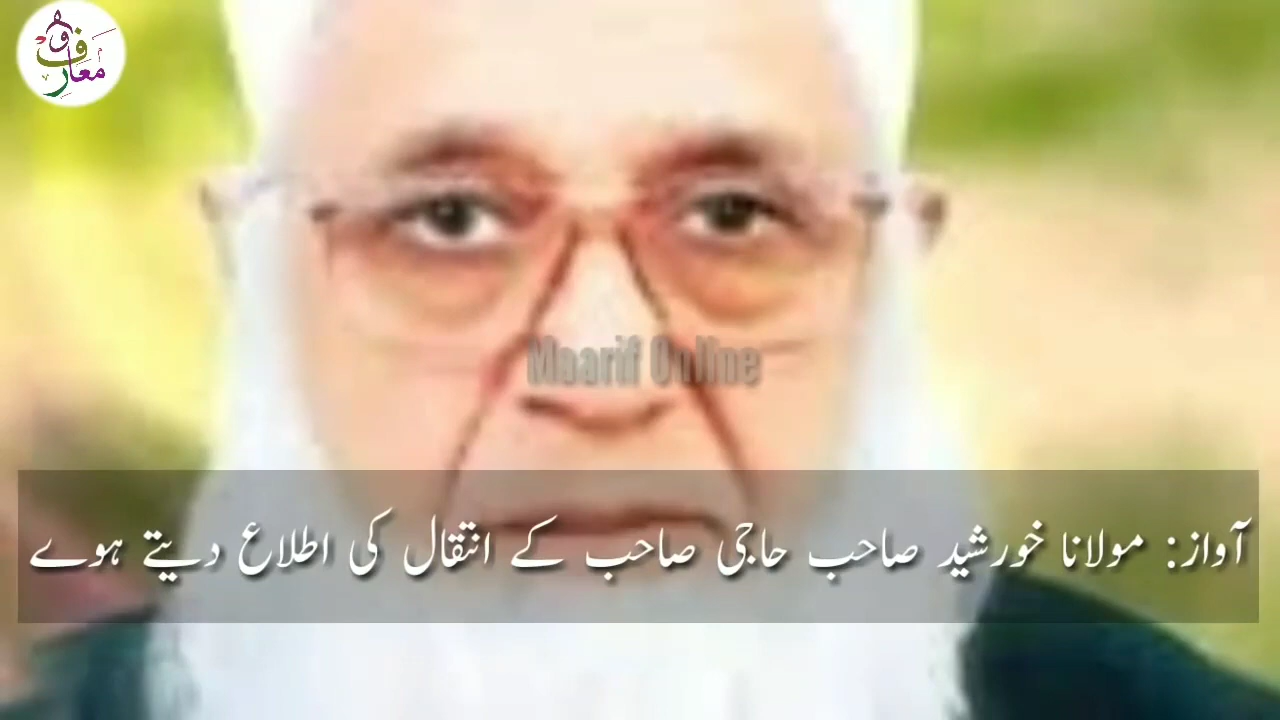 معارف
Maarif Online
آواز: مولانا خورشید صاحب حاجی صاحب کے انتقال کی اطلاع دیتے ہوے